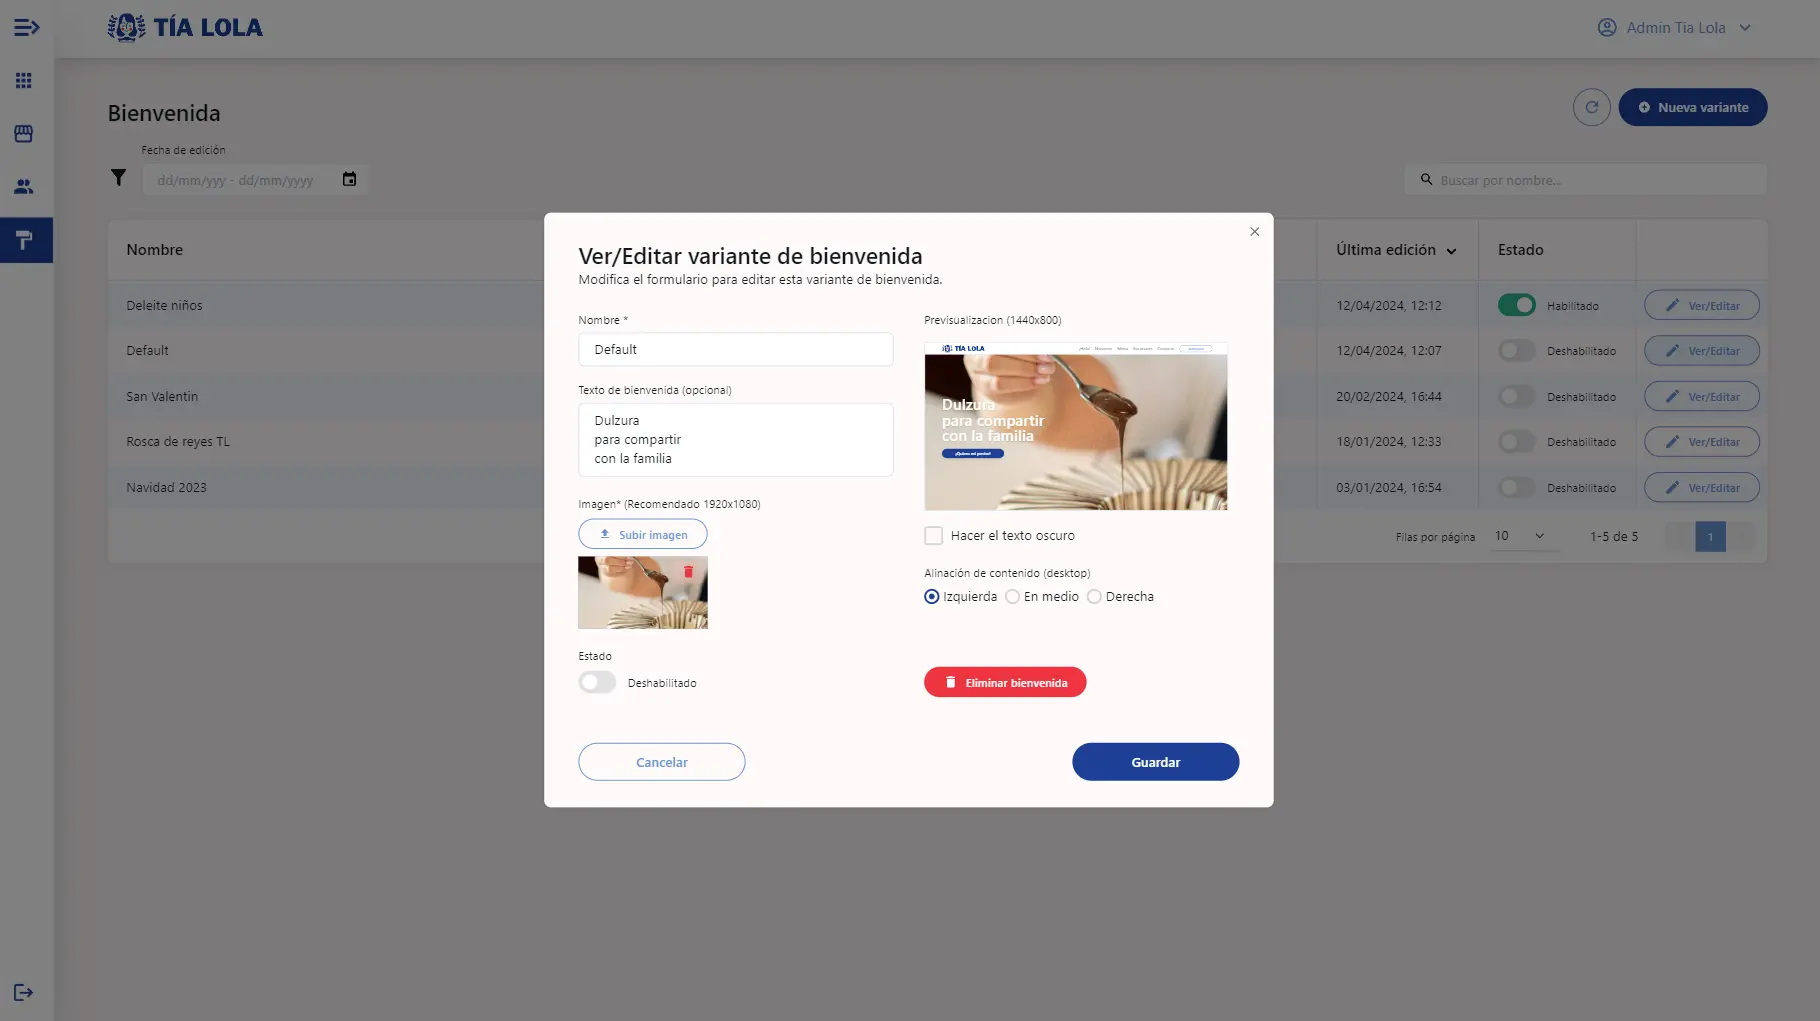 TÍA LOLA
Admin Tia Lola
Bienvenida
Nueva variante
Fecha de edición
dd/mm/yyy - dd/mm/yyyy
Buscar por nombre...
Nombre
Última edición
Estado
Deleite niños
12/04/2024, 12:12
Habilitado
Ver/Editar
Default
12/04/2024, 12:07
Deshabilitado
Ver/Editar
San Valentin
20/02/2024, 16:44
Deshabilitado
Ver/Editar
Rosca de reyes TL
18/01/2024, 12:33
Deshabilitado
Ver/Editar
Navidad 2023
03/01/2024, 16:54
Deshabilitado
Ver/Editar
Filas por página
10
1-5 de 5
1
Ver/Editar variante de bienvenida
Modifica el formulario para editar esta variante de bienvenida.
Nombre *
Default
Texto de bienvenida (opcional)
Dulzura
para compartir
con la familia
Imagen* (Recomendado 1920x1080)
Subir imagen
Estado
Deshabilitado
Previsualizacion (1440x800)
TÍA LOLA
Dulzura
para compartir
con la familia
Hacer el texto oscuro
Alinación de contenido (desktop)
Izquierda
En medio
Derecha
Eliminar bienvenida
Cancelar
Guardar